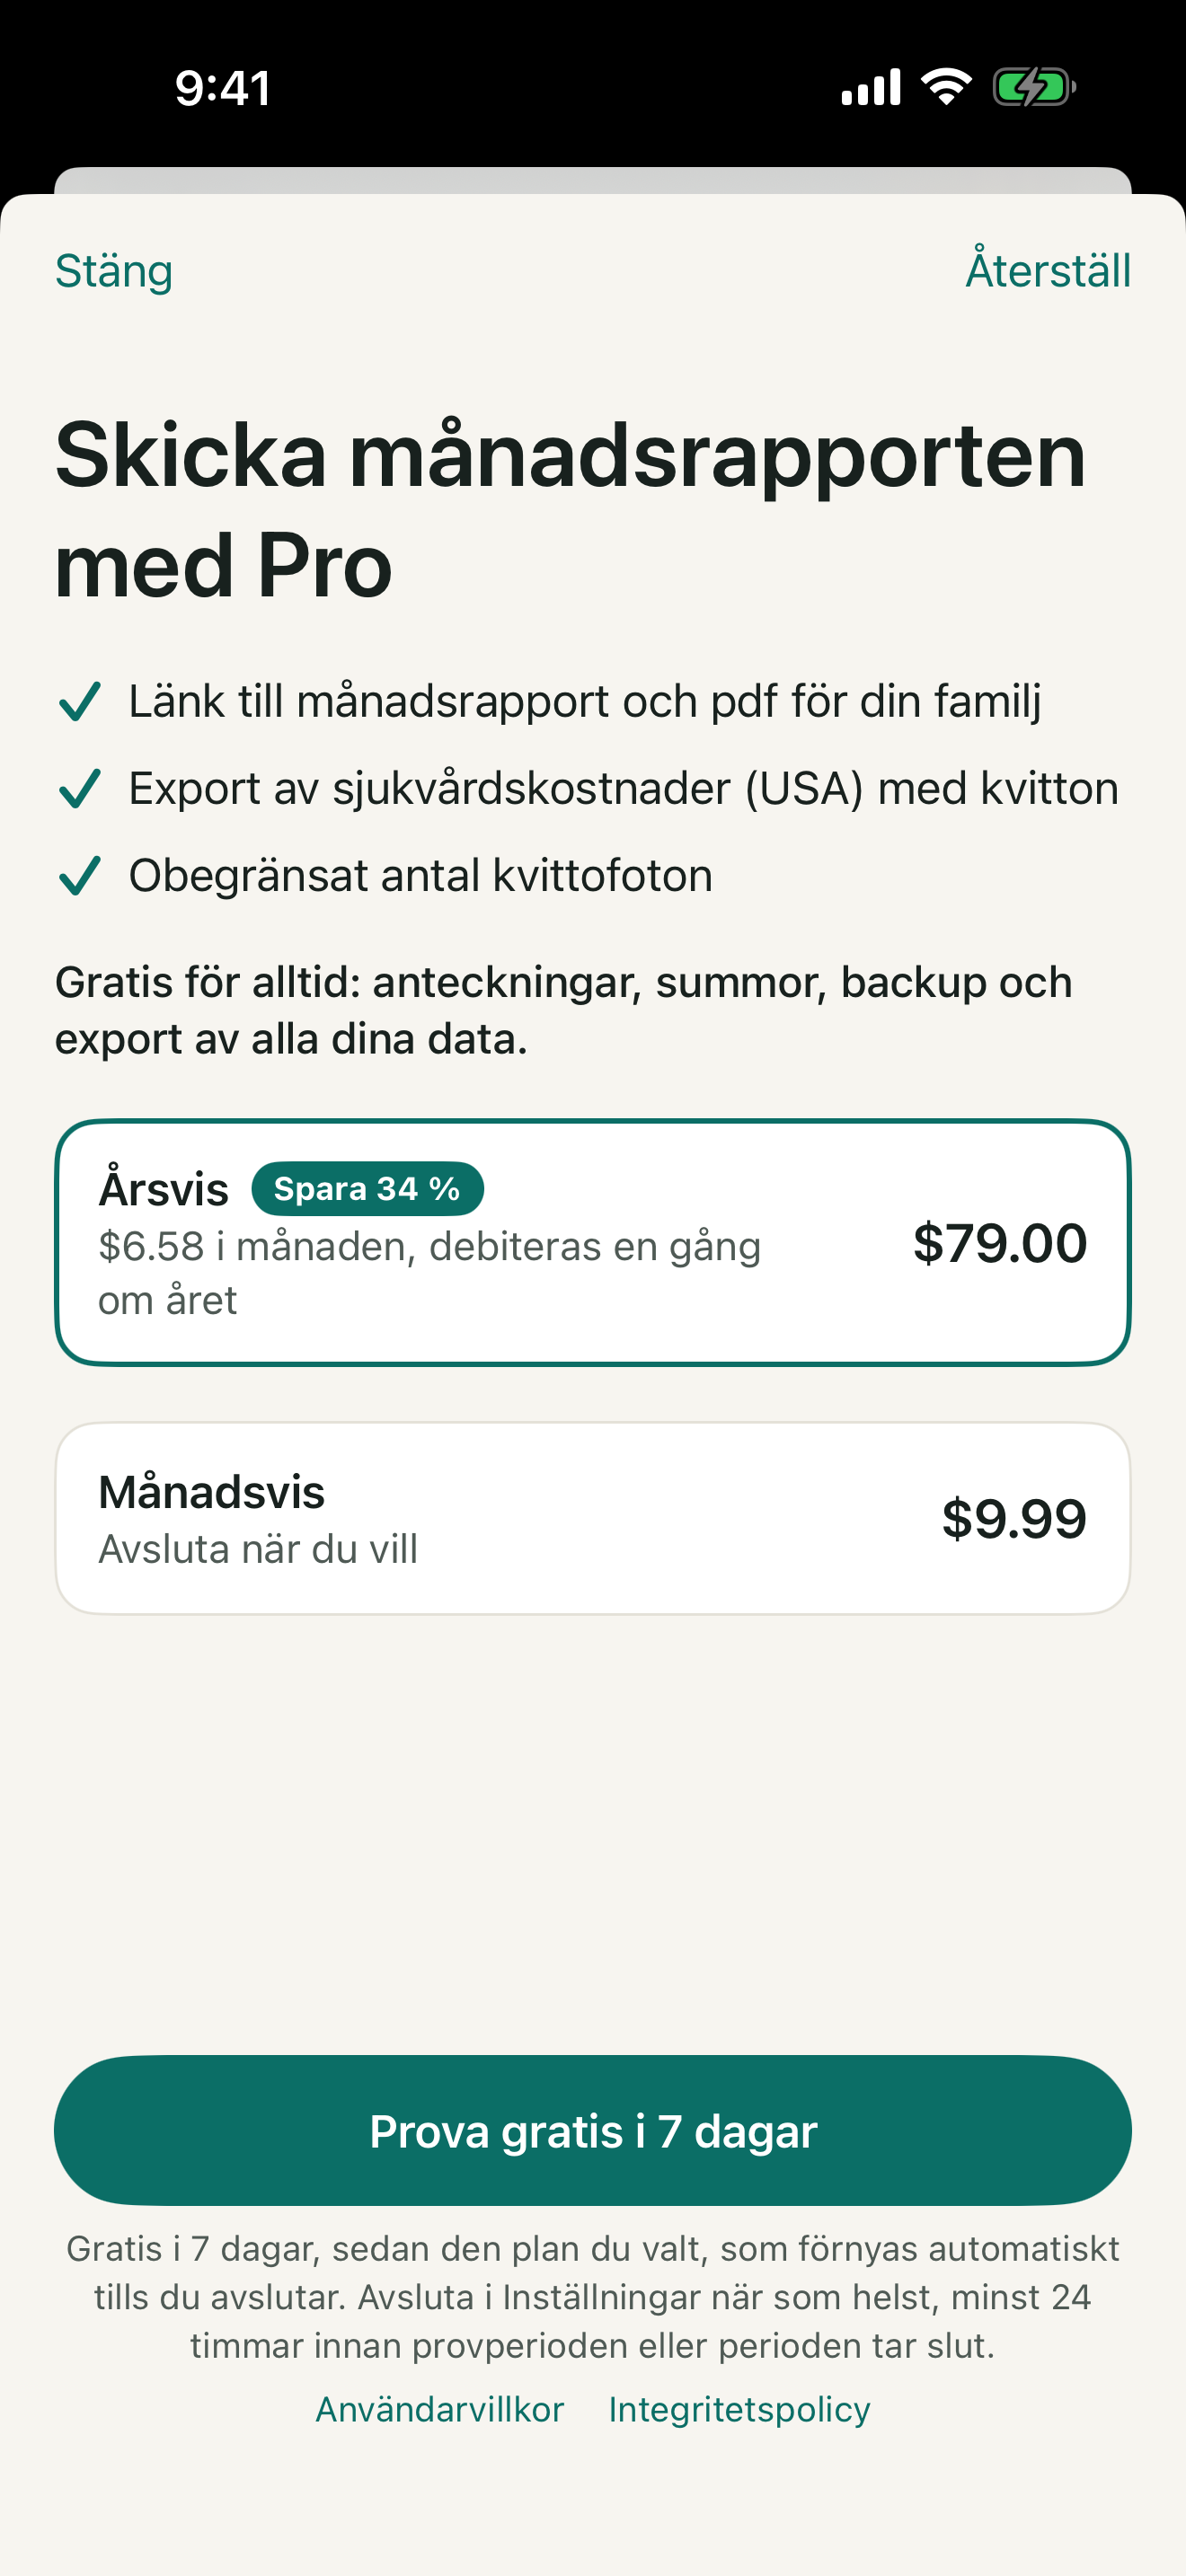 9:41
Stäng
Återställ
Skicka månadsrapporten
med Pro
Länk till månadsrapport och pdf för din familj
Export av sjukvårdskostnader (USA) med kvitton
Obegränsat antal kvittofoton
Gratis för alltid: anteckningar, summor, backup och
export av alla dina data.
Årsvis
Spara 34 %
$6.58 i månaden, debiteras en gång
om året
$79.00
Månadsvis
Avsluta när du vill
$9.99
Prova gratis i 7 dagar
Gratis i 7 dagar, sedan den plan du valt, som förnyas automatiskt
tills du avslutar. Avsluta i Inställningar när som helst, minst 24
timmar innan provperioden eller perioden tar slut.
Användarvillkor
Integritetspolicy